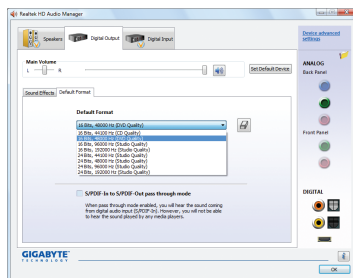 Realtek HD Audio Manager
Speakers
Digital Output
Digital Input
Device advanced
settings
Main Volume
L
R
Set Default Device
ANALOG
Back Panel
Sound Effects
Default Format
Default Format
16 Bits, 48000 Hz (DVD Quality)
16 Bits, 44100 Hz (CD Quality)
16 Bits, 48000 Hz (DVD Quality)
16 Bits, 96000 Hz (Studio Quality)
16 Bits, 192000 Hz (Studio Quality)
24 Bits, 44100 Hz (Studio Quality)
24 Bits, 48000 Hz (Studio Quality)
24 Bits, 96000 Hz (Studio Quality)
24 Bits, 192000 Hz (Studio Quality)
Front Panel
S/PDIF-In to S/PDIF-Out pass through mode
When pass through mode enabled, you will hear the sound coming
from digital audio input (S/PDIF-In). However, you will not be able
to hear the sound played by any media players.
DIGITAL
GIGABYTE
TECHNOLOGY
OK